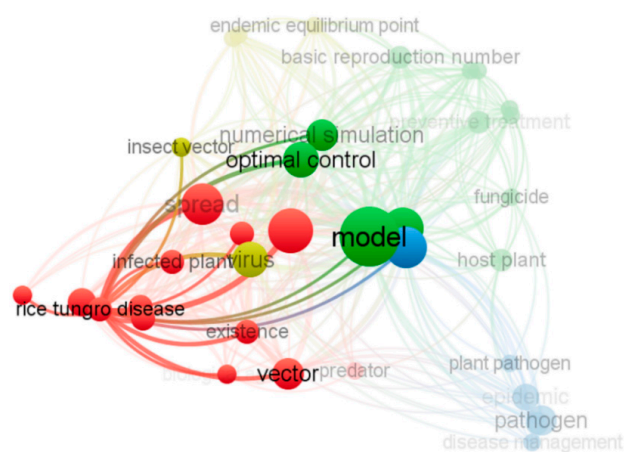 endemic equilibrium point
basic reproduction number
preventive treatment
numerical simulation
insect vector
optimal control
fungicide
spread
model
infected plant
virus
host plant
rice tungro disease
existence
plant pathogen
vector
predator
epidemic
pathogen
disease management